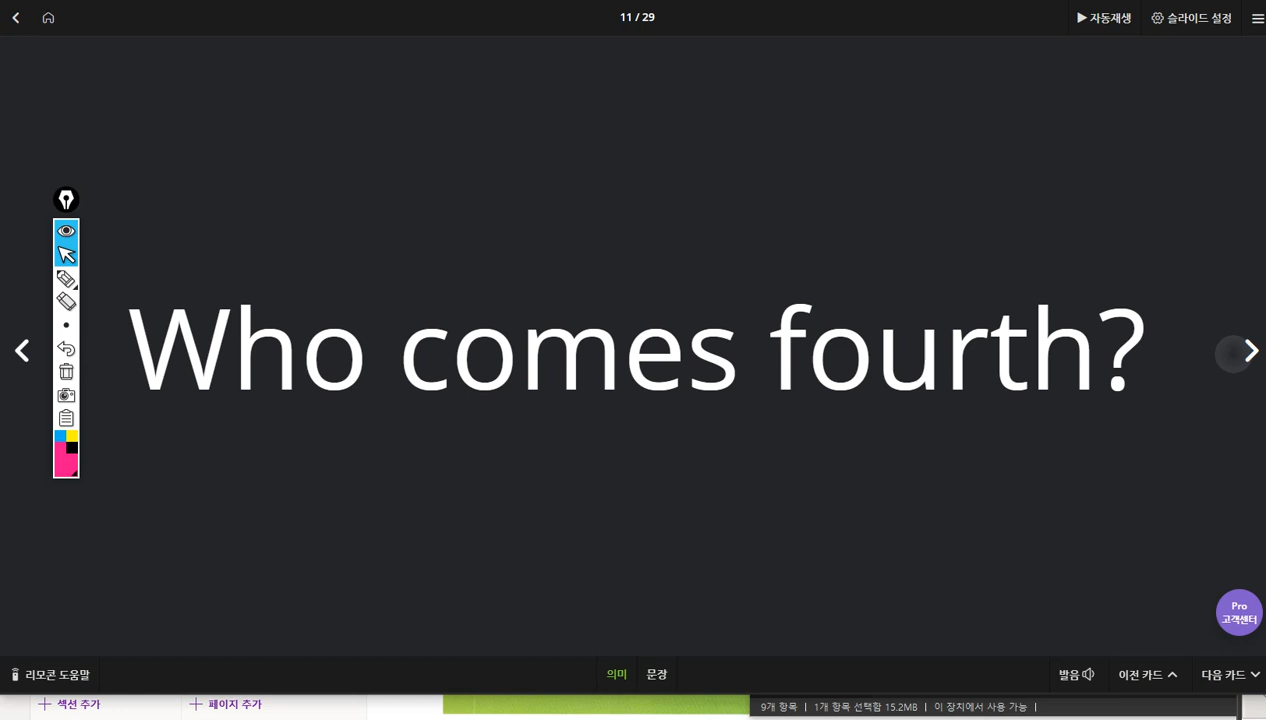 11 / 29
자동재생
슬라이드 설정
Who comes fourth?
Pro
고객센터
리모콘 도움말
의미
문장
발음
이전 카드
다음 카드
섹션 추가
페이지 추가
9개 항목 | 1개 항목 선택함 15.2MB | 이 장치에서 사용 가능 |